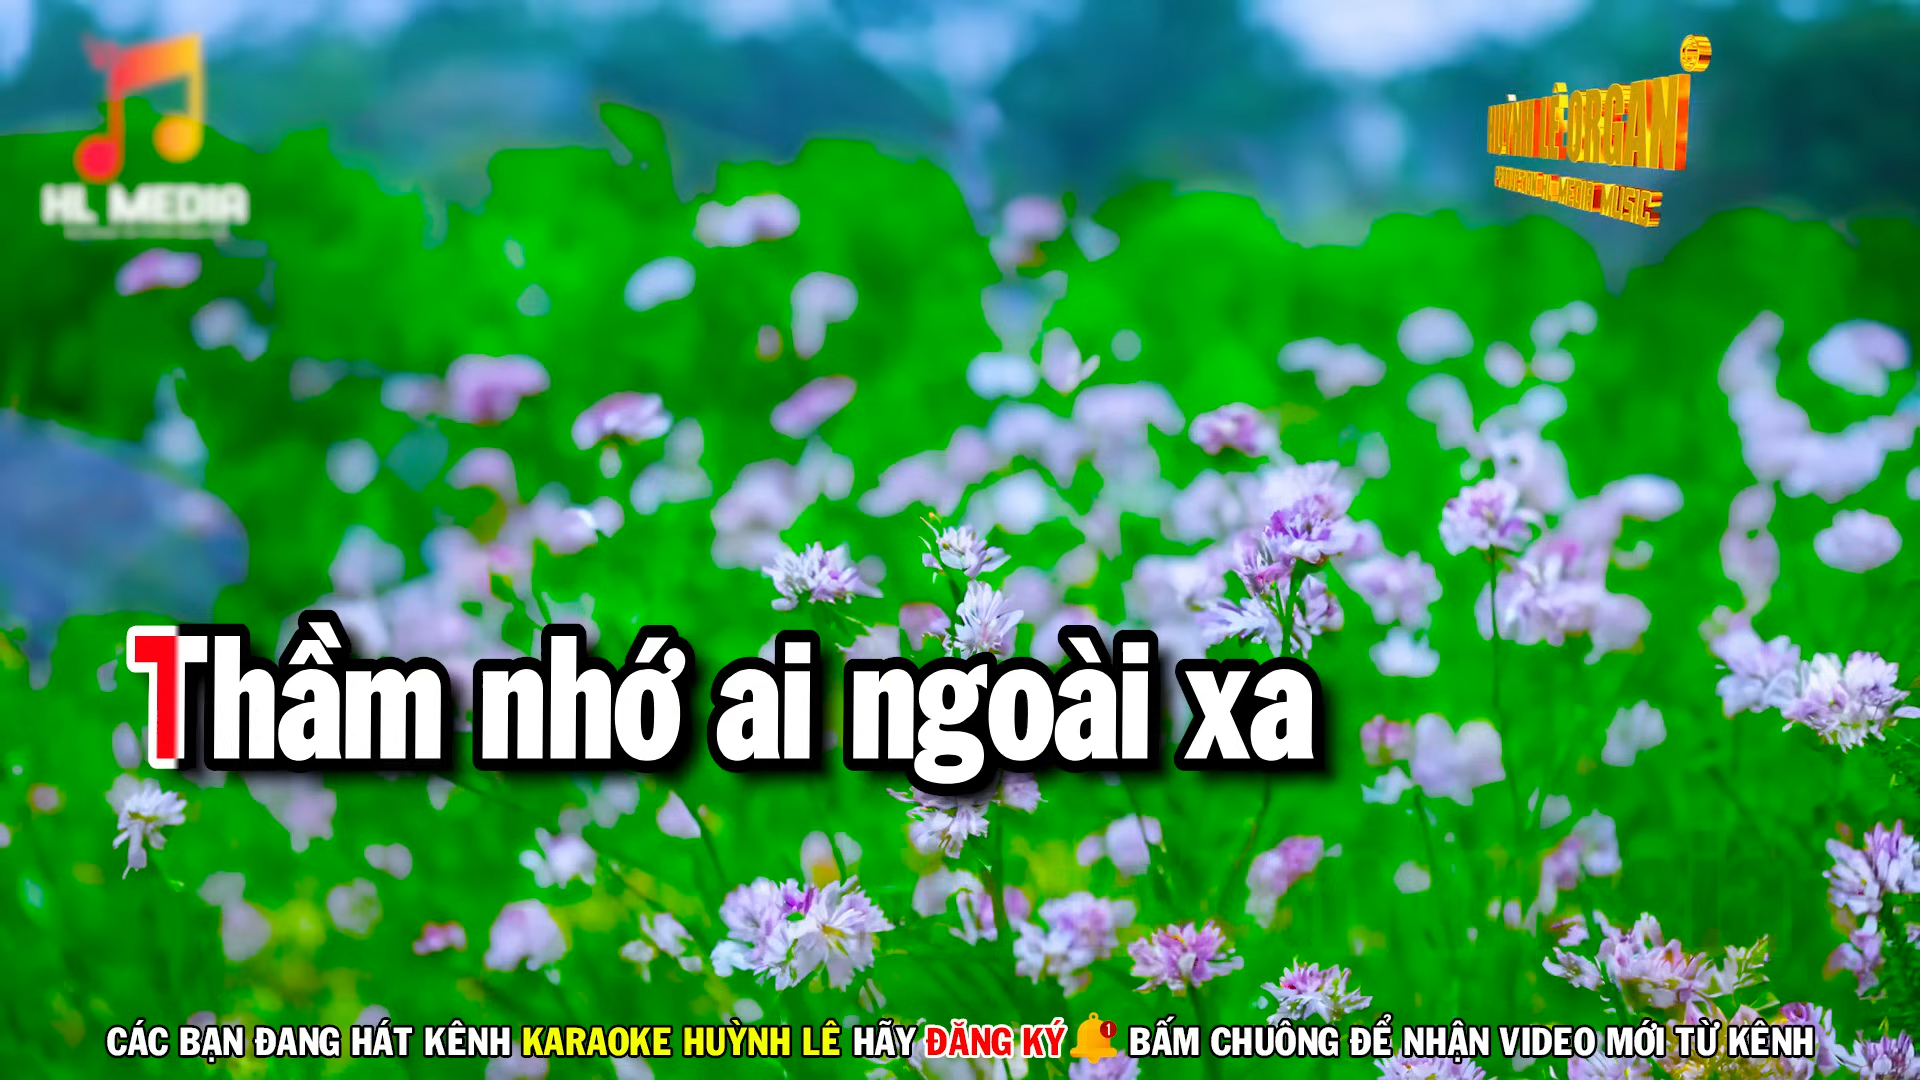 HL MEDIA
HUỲNH LÊ ORGAN
Thầm nhớ ai ngoài xa
CÁC BẠN ĐANG HÁT KÊNH KARAOKE HUỲNH LÊ HÃY ĐĂNG KÝ 1 BẤM CHUÔNG ĐỂ NHẬN VIDEO MỚI TỪ KÊNH